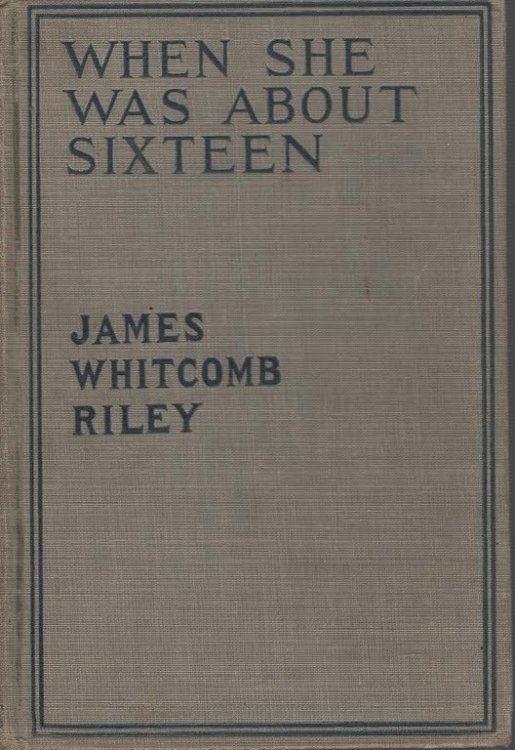 WHEN SHE
WAS ABOUT
SIXTEEN
JAMES
WHITCOMB
RILEY